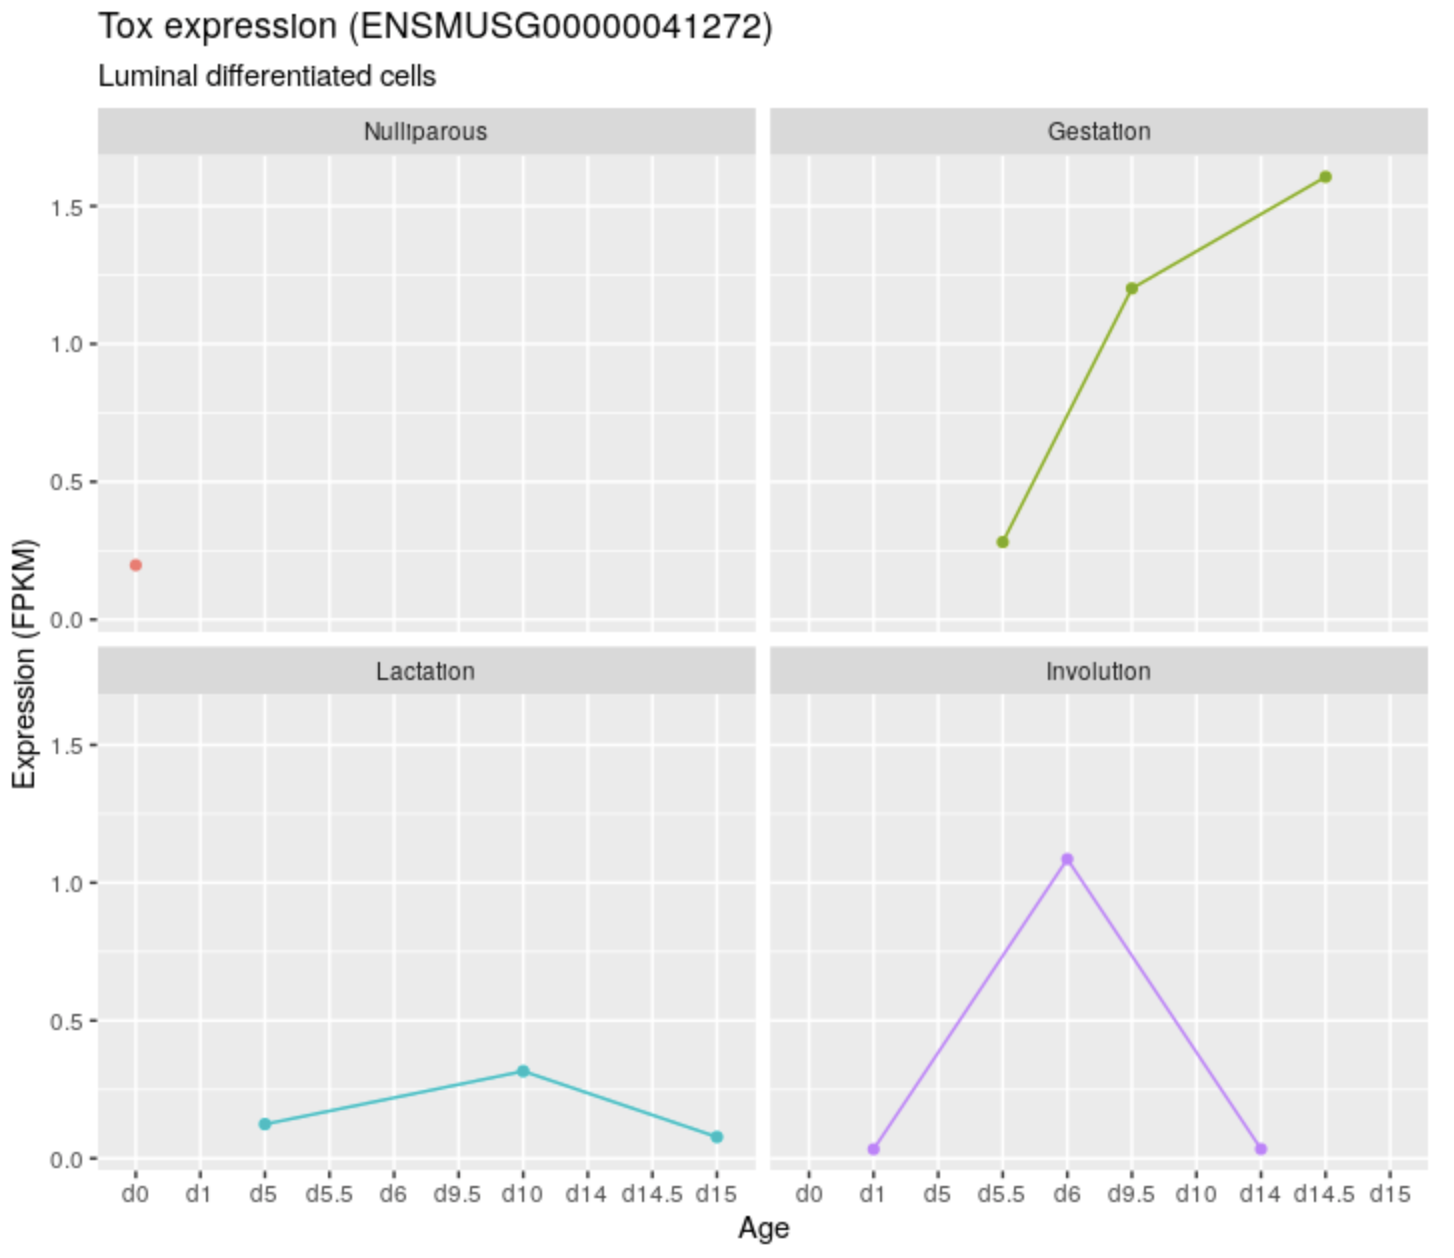 Tox expression (ENSMUSG00000041272)
Luminal differentiated cells
Nulliparous
Gestation
1.5
1.0
0.5
0.0
Expression (FPKM)
Lactation
Involution
1.5
1.0
0.5
0.0
d0 d1 d5 d5.5 d6 d9.5 d10 d14 d14.5 d15
d0 d1 d5 d5.5 d6 d9.5 d10 d14 d14.5 d15
Age